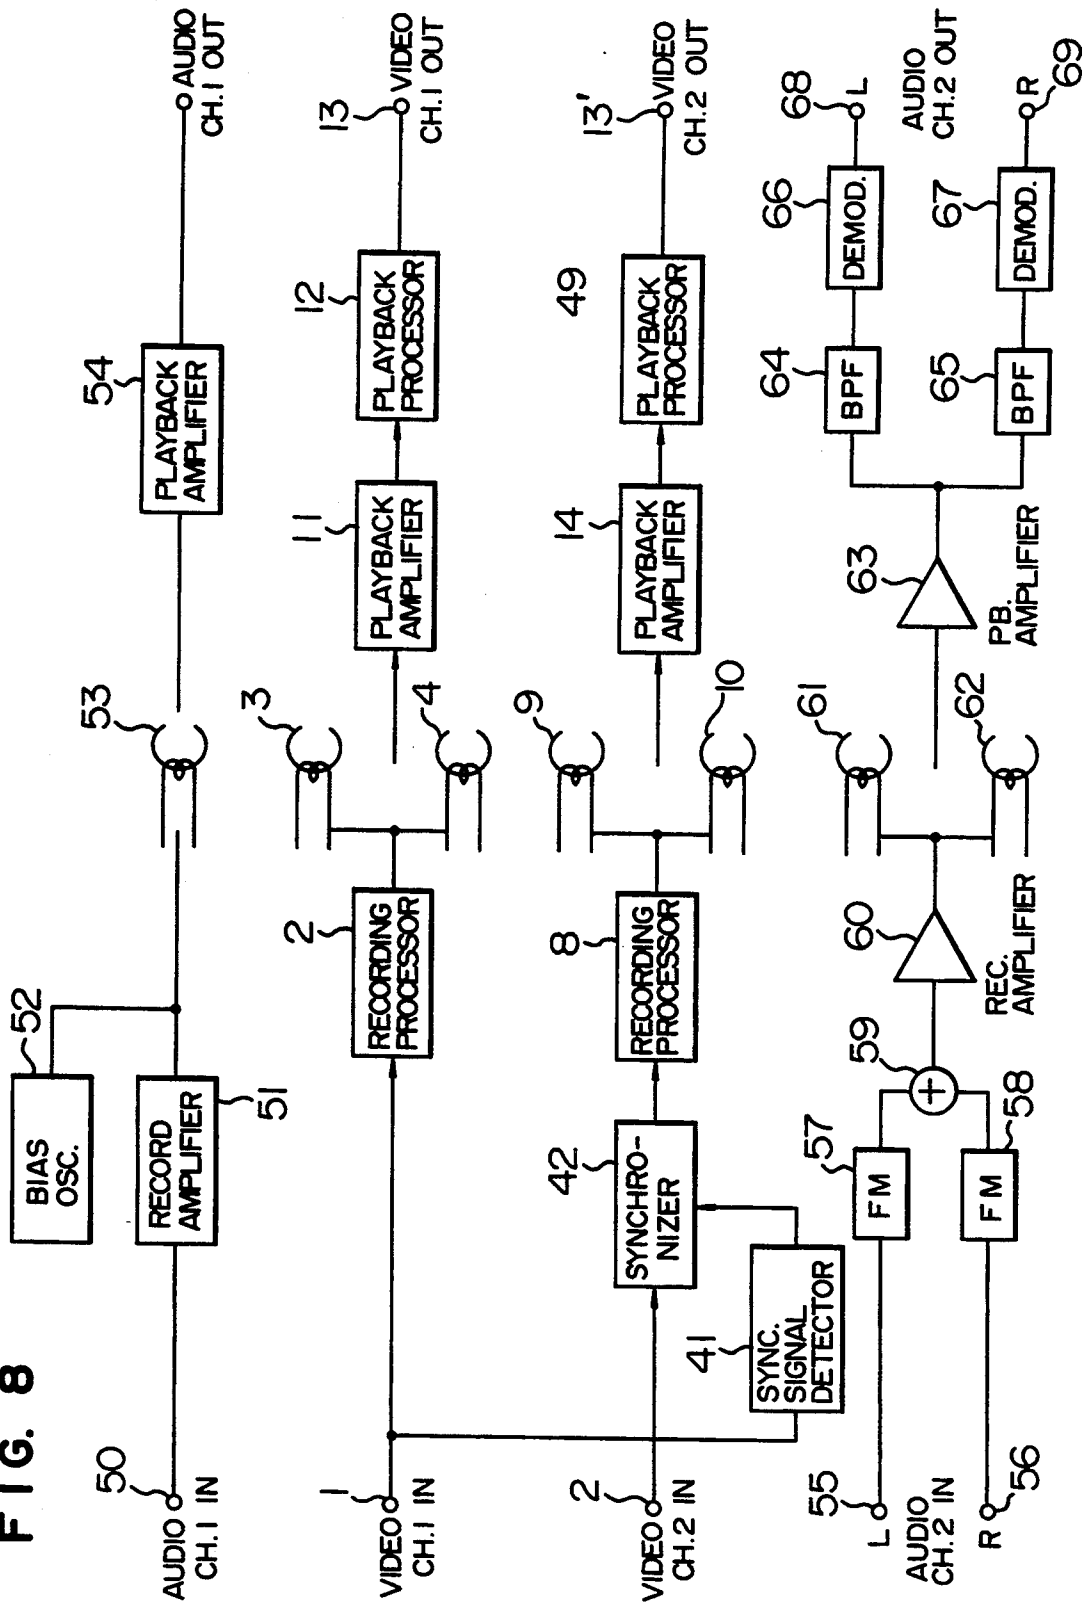 FIG. 8
50
AUDIO
CH.1 IN
BIAS
OSC.
52
RECORD
AMPLIFIER
51
53
54
PLAYBACK
AMPLIFIER
AUDIO
CH.1 OUT
1
VIDEO
CH.1 IN
2
RECORDING
PROCESSOR
3
4
11
PLAYBACK
AMPLIFIER
12
PLAYBACK
PROCESSOR
13
VIDEO
CH.1 OUT
2
VIDEO
CH.2 IN
41
SYNC.
SIGNAL
DETECTOR
42
SYNCHRO-
NIZER
8
RECORDING
PROCESSOR
9
10
14
PLAYBACK
AMPLIFIER
49
PLAYBACK
PROCESSOR
13'
VIDEO
CH.2 OUT
55
L
AUDIO
CH.2 IN
R
56
57
FM
FM
58
59
+
60
REC.
AMPLIFIER
61
62
63
PB.
AMPLIFIER
64
BPF
65
BPF
66
DEMOD.
67
DEMOD.
68
L
AUDIO
CH.2 OUT
R
69